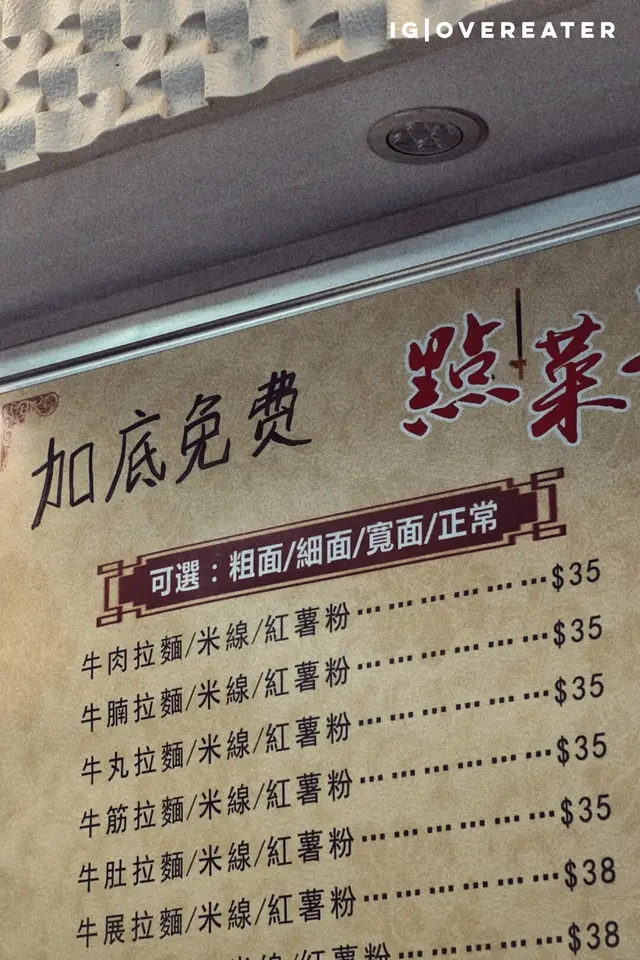 IG|OVEREATER
點菜
加底免费
可選：粗面/細面/寬面/正常
牛肉拉麵/米線/紅薯粉………………$35
牛腩拉麵/米線/紅薯粉………………$35
牛丸拉麵/米線/紅薯粉………………$35
牛筋拉麵/米線/紅薯粉………………$35
牛肚拉麵/米線/紅薯粉………………$35
牛展拉麵/米線/紅薯粉………………$38
線/紅薯粉………………$38